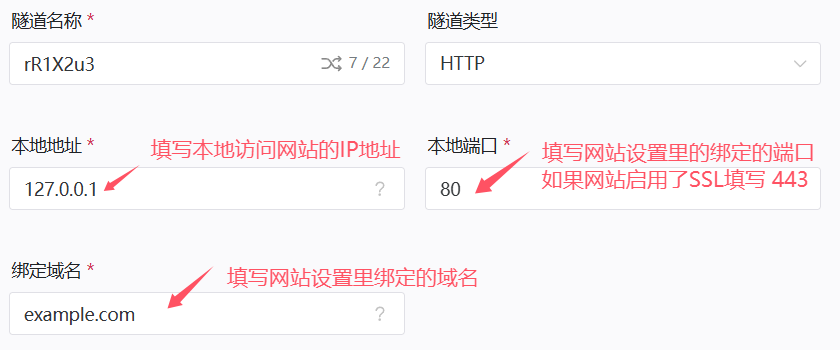 隧道名称 * 隧道类型
rR1X2u3 7 / 22 HTTP
本地地址 * 填写本地访问网站的IP地址 本地端口 *
127.0.0.1 ? 80 填写网站设置里的绑定的端口
如果网站启用了SSL填写 443
绑定域名 *
填写网站设置里绑定的域名
example.com ?